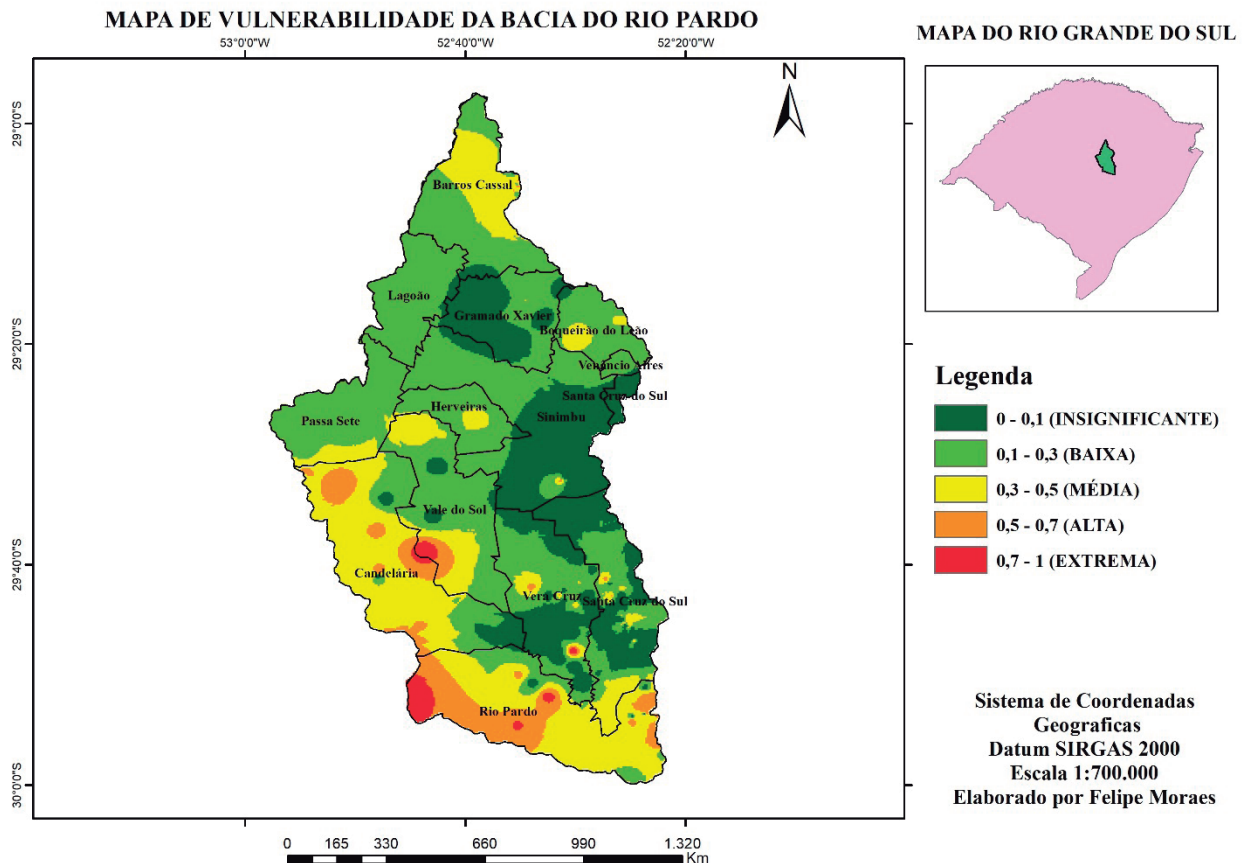 MAPA DE VULNERABILIDADE DA BACIA DO RIO PARDO
53°0'0"W
52°40'0"W
52°20'0"W
29°0'0"S
29°20'0"S
29°40'0"S
30°0'0"S
N
Barros Cassal
Lagoão
Gramado Xavier
Boqueirão do Leão
Venâncio Aires
Santa Cruz do Sul
Herveiras
Sinimbu
Passa Sete
Vale do Sol
Candelária
Vera Cruz
Santa Cruz do Sul
Rio Pardo
0 165 330 660 990 1.320
Km
MAPA DO RIO GRANDE DO SUL
Legenda
0 - 0,1 (INSIGNIFICANTE)
0,1 - 0,3 (BAIXA)
0,3 - 0,5 (MÉDIA)
0,5 - 0,7 (ALTA)
0,7 - 1 (EXTREMA)
Sistema de Coordenadas
Geograficas
Datum SIRGAS 2000
Escala 1:700.000
Elaborado por Felipe Moraes